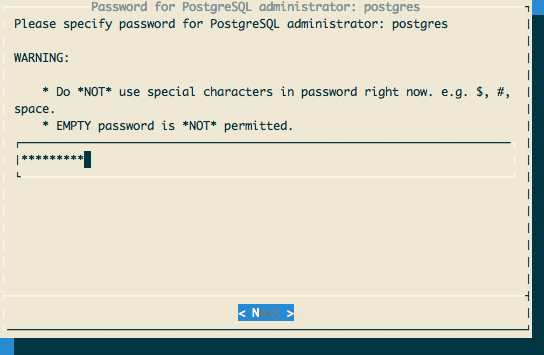 Password for PostgreSQL administrator: postgres
Please specify password for PostgreSQL administrator: postgres
WARNING:
* Do *NOT* use special characters in password right now. e.g. $, #,
space.
* EMPTY password is *NOT* permitted.
*********
< Next >